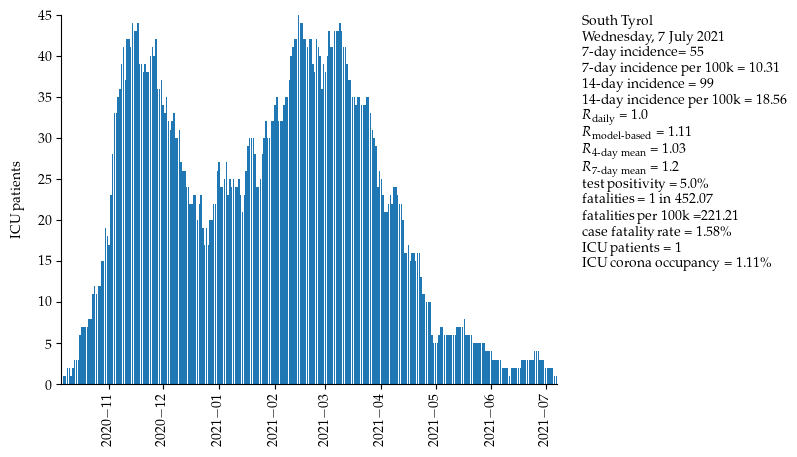 South Tyrol
Wednesday, 7 July 2021
7-day incidence= 55
7-day incidence per 100k = 10.31
14-day incidence = 99
14-day incidence per 100k = 18.56
R_daily = 1.0
R_model-based = 1.11
R_4-day mean = 1.03
R_7-day mean = 1.2
test positivity = 5.0%
fatalities = 1 in 452.07
fatalities per 100k =221.21
case fatality rate = 1.58%
ICU patients = 1
ICU corona occupancy = 1.11%
ICU patients
45
40
35
30
25
20
15
10
5
0
2020−11
2020−12
2021−01
2021−02
2021−03
2021−04
2021−05
2021−06
2021−07